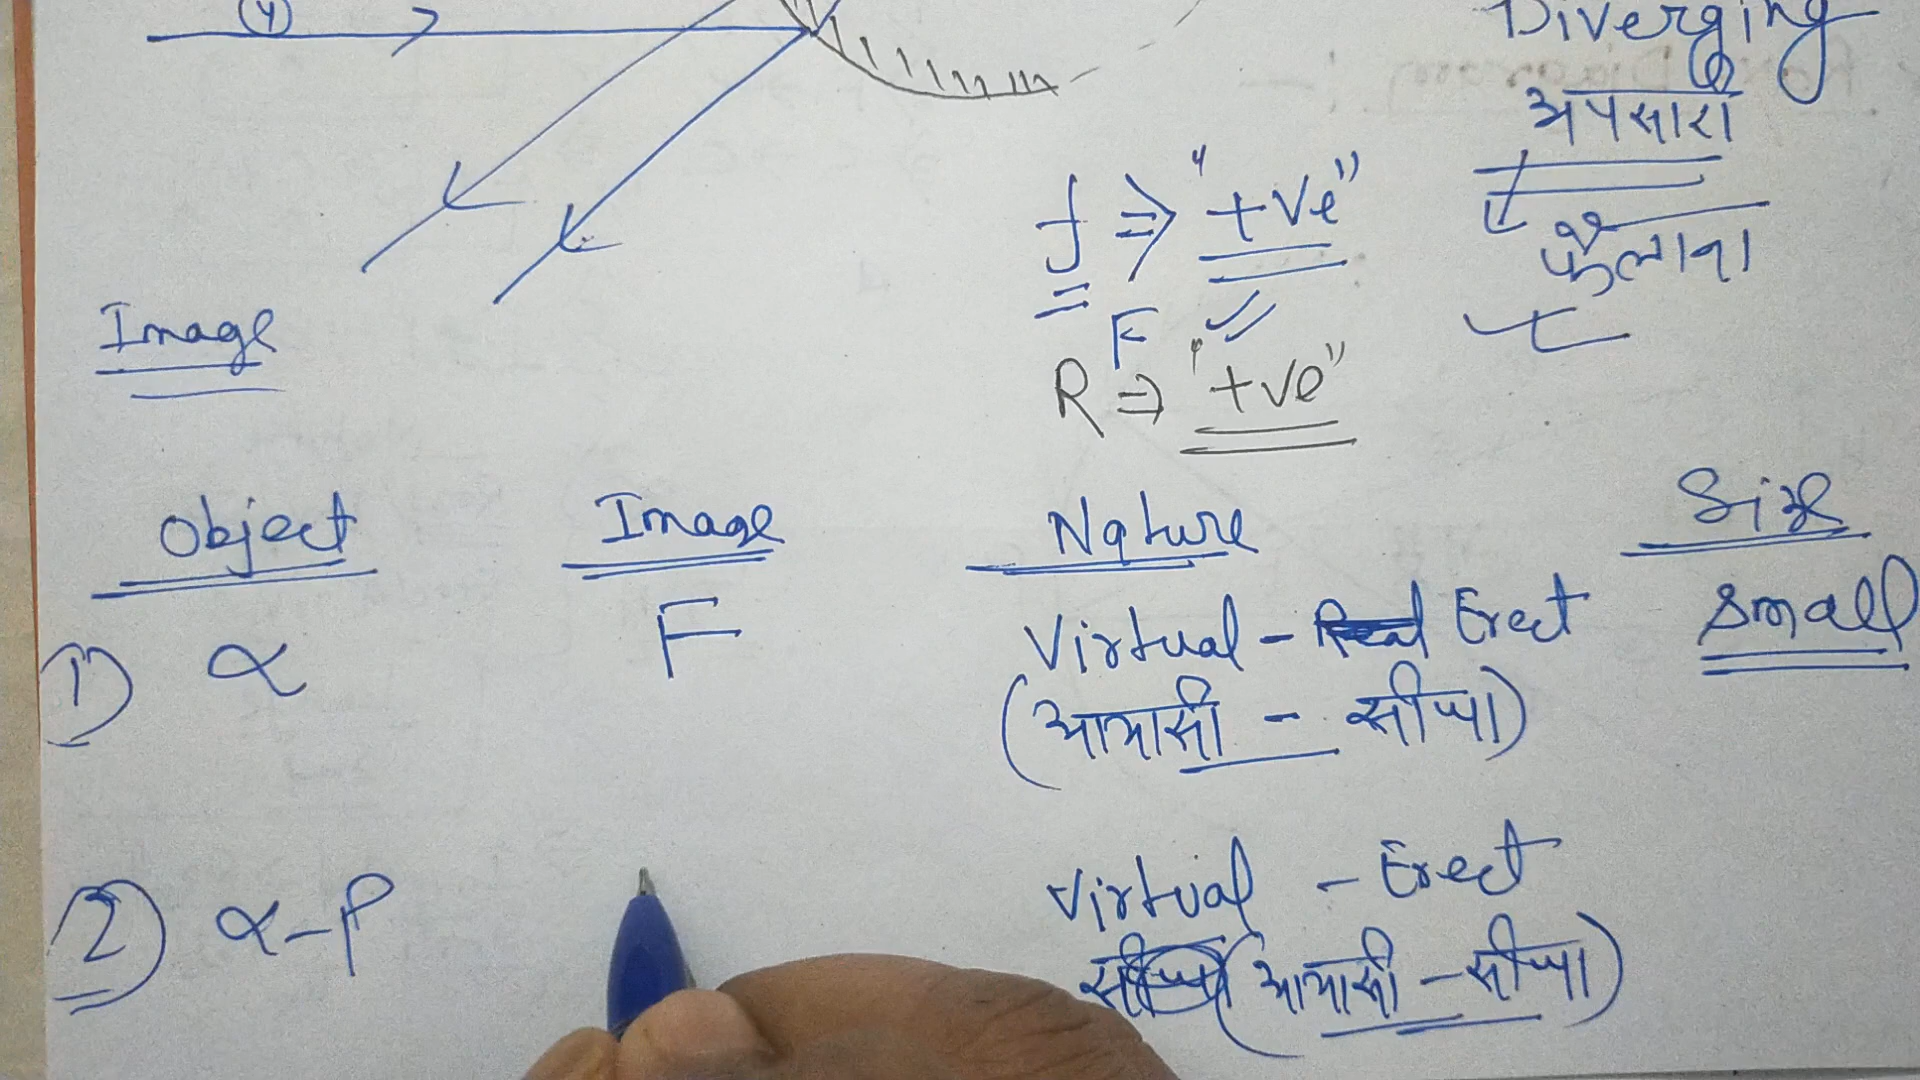 (4)
Diverging
अपसारी
फैलाना
f ⇒ "+ve"
F
R ⇒ "+ve"
Image
Object Image Nature Size
1) ∝ F Virtual - Erect small
(आभासी - सीधा)
2) ∝-P Virtual - Erect
(आभासी - सीधा)